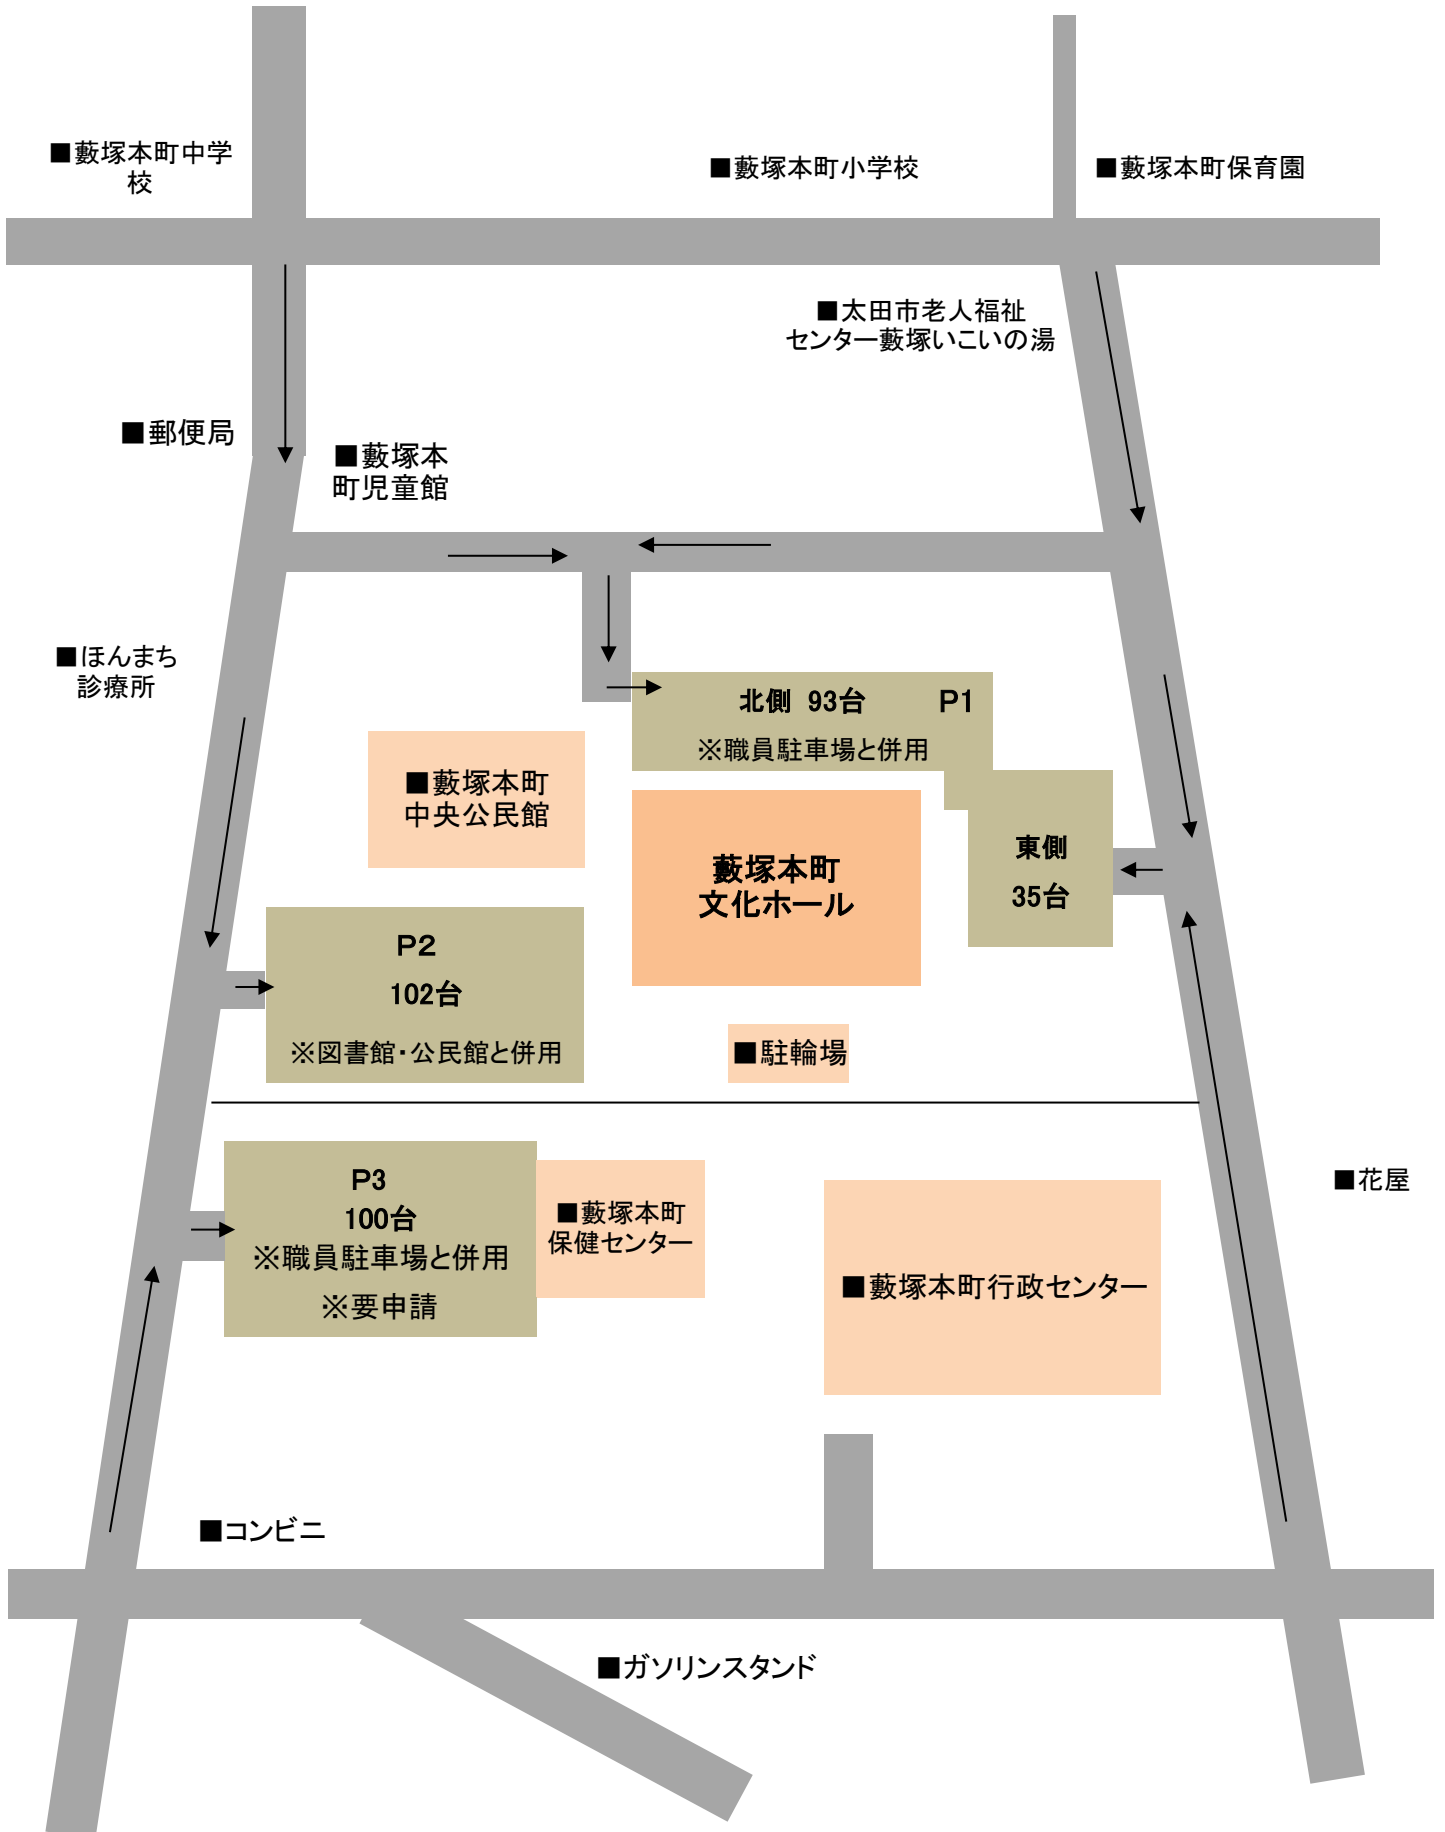 ■藪塚本町中学
校
■藪塚本町小学校
■藪塚本町保育園
■太田市老人福祉
センター藪塚いこいの湯
■郵便局
■藪塚本
町児童館
■ほんまち
診療所
北側 93台 P1
※職員駐車場と併用
■藪塚本町
中央公民館
藪塚本町
文化ホール
東側
35台
P2
102台
※図書館・公民館と併用
■駐輪場
P3
100台
※職員駐車場と併用
※要申請
■藪塚本町
保健センター
■花屋
■藪塚本町行政センター
■コンビニ
■ガソリンスタンド